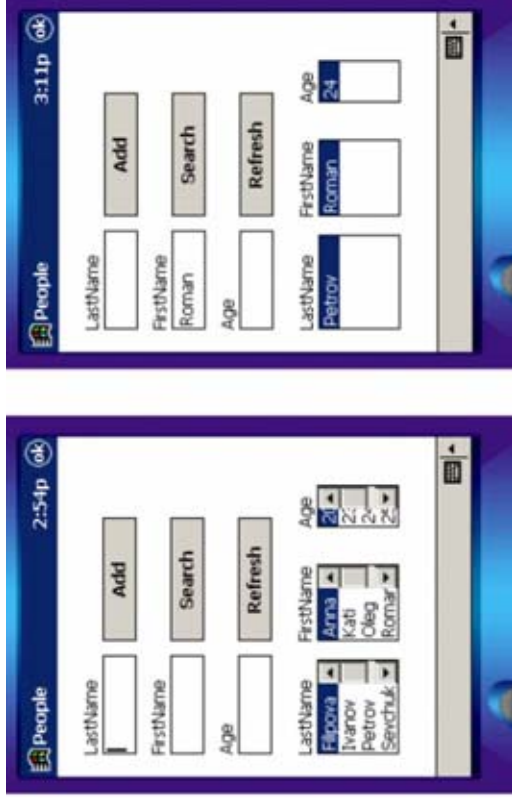 People 2:54p ok
LastName
Add
FirstName
Search
Age
Refresh
LastName FirstName Age
Filipova Anna 20
Ivanov Kati
Petrov Oleg
Sevchuk Romar
People 3:11p ok
LastName
Add
FirstName
Roman Search
Age
Refresh
LastName FirstName Age
Petrov Roman 24